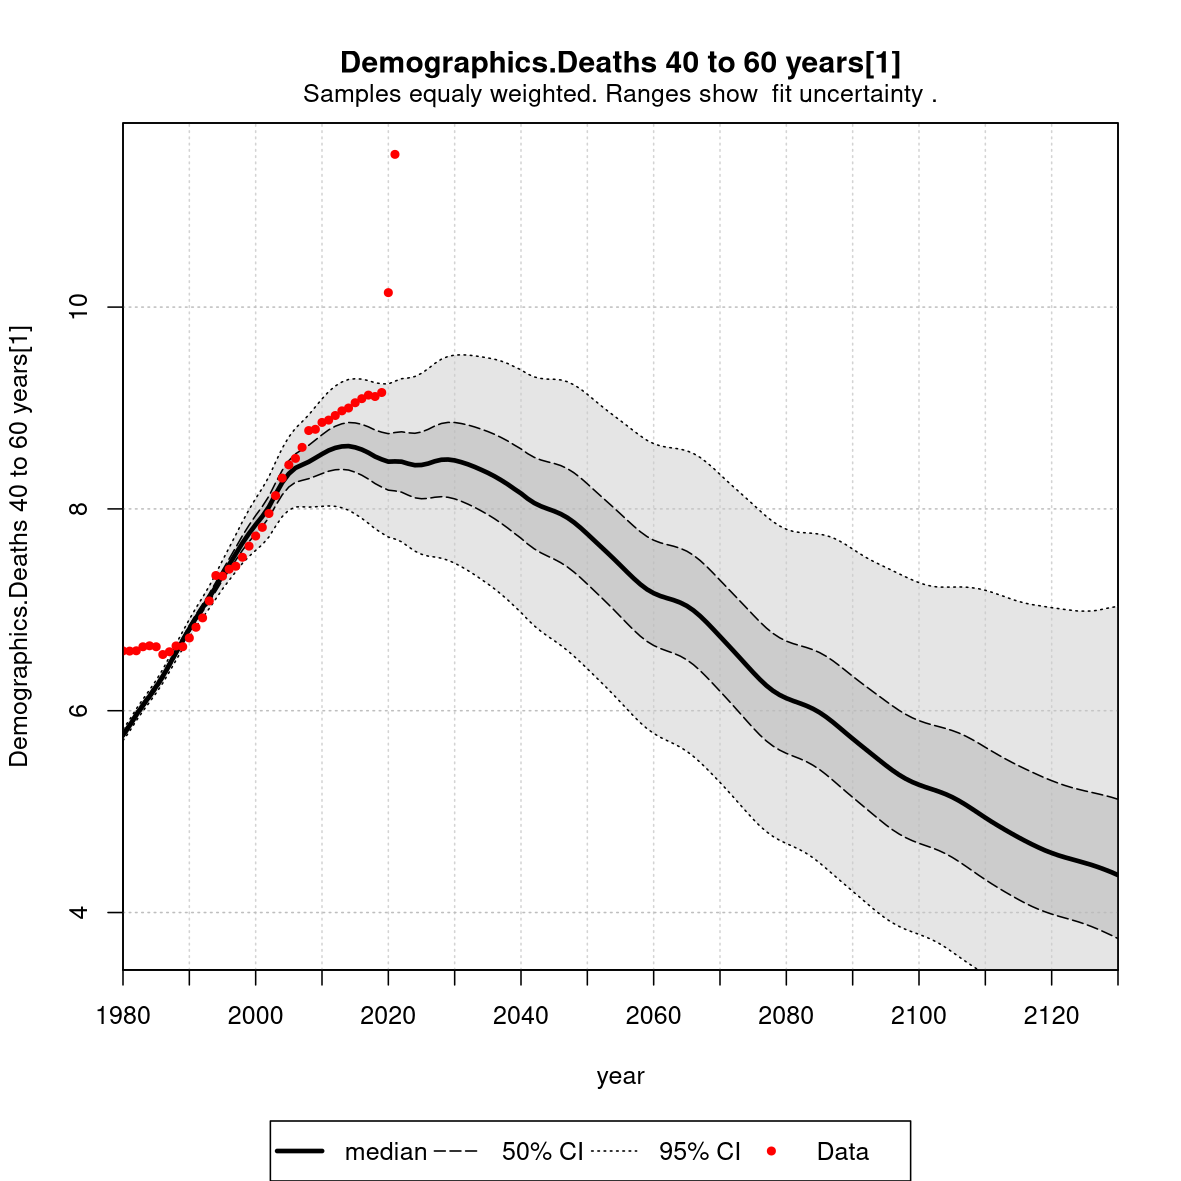 Demographics.Deaths 40 to 60 years[1]
Samples equaly weighted. Ranges show  fit uncertainty .
Demographics.Deaths 40 to 60 years[1]
10
8
6
4
1980 2000 2020 2040 2060 2080 2100 2120
year
median 50% CI 95% CI Data